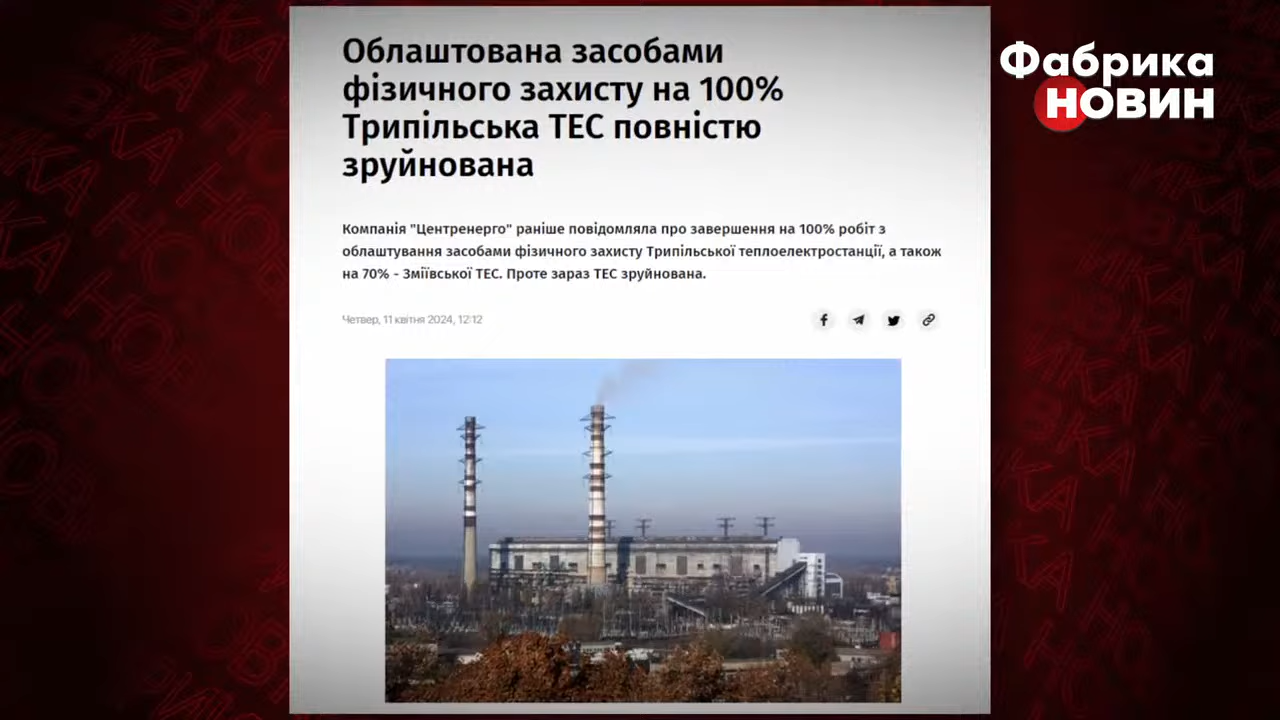 Облаштована засобами
фізичного захисту на 100%
Трипільська ТЕС повністю
зруйнована
Компанія "Центренерго" раніше повідомляла про завершення на 100% робіт з
облаштування засобами фізичного захисту Трипільської теплоелектростанції, а також
на 70% - Зміївської ТЕС. Проте зараз ТЕС зруйнована.
Четвер, 11 квітня 2024, 12:12
Фабрика
новин